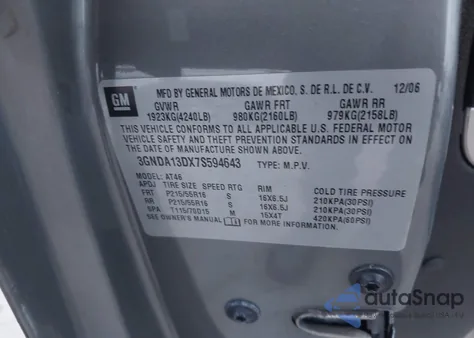 GM
MFD BY GENERAL MOTORS DE MEXICO, S. DE R.L. DE C.V. 12/06
GVWR GAWR FRT GAWR RR
1923KG(4240LB) 980KG(2160LB) 979KG(2158LB)
THIS VEHICLE CONFORMS TO ALL APPLICABLE U.S. FEDERAL MOTOR
VEHICLE SAFETY AND THEFT PREVENTION STANDARDS IN EFFECT ON
THE DATE OF MANUFACTURE SHOWN ABOVE.
3GNDA13DX7S594643 TYPE: M.P.V.
MODEL: AT46
TIRE SIZE SPEED RTG RIM COLD TIRE PRESSURE
FRT P215/55R16 S 16X6.5J 210KPA(30PSI)
RR P215/55R16 S 16X6.5J 210KPA(30PSI)
SPA T115/70D15 M 15X4T 420KPA(60PSI)
SEE OWNER'S MANUAL FOR MORE INFORMATION.
autoSnap